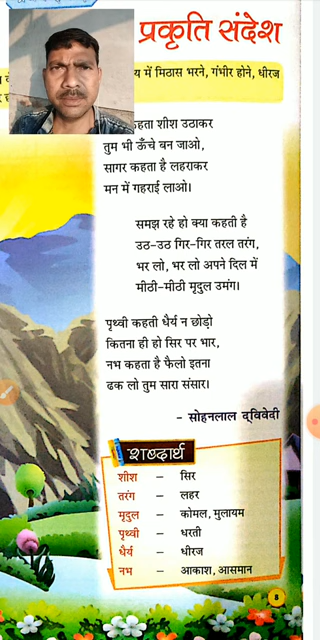 प्रकृति संदेश
में मिठास भरने, गंभीर होने, धीरज
कहता शीश उठाकर
तुम भी ऊँचे बन जाओ,
सागर कहता है लहराकर
मन में गहराई लाओ।
समझ रहे हो क्या कहती है
उठ-उठ गिर-गिर तरल तरंग,
भर लो, भर लो अपने दिल में
मीठी-मीठी मृदुल उमंग।
पृथ्वी कहती धैर्य न छोड़ो
कितना ही हो सिर पर भार,
नभ कहता है फैलो इतना
ढक लो तुम सारा संसार।
– सोहनलाल द्विवेदी
शब्दार्थ
शीश – सिर
तरंग – लहर
मृदुल – कोमल, मुलायम
पृथ्वी – धरती
धैर्य – धीरज
नभ – आकाश, आसमान
8